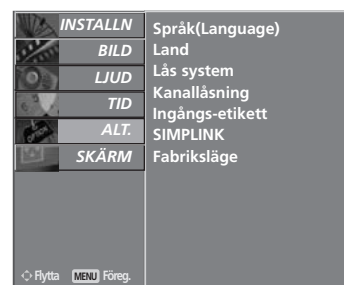 INSTALLN
BILD
LJUD
TID
ALT.
SKÄRM
Språk(Language)
Land
Lås system
Kanallåsning
Ingångs-etikett
SIMPLINK
Fabriksläge
Flytta MENU Föreg.